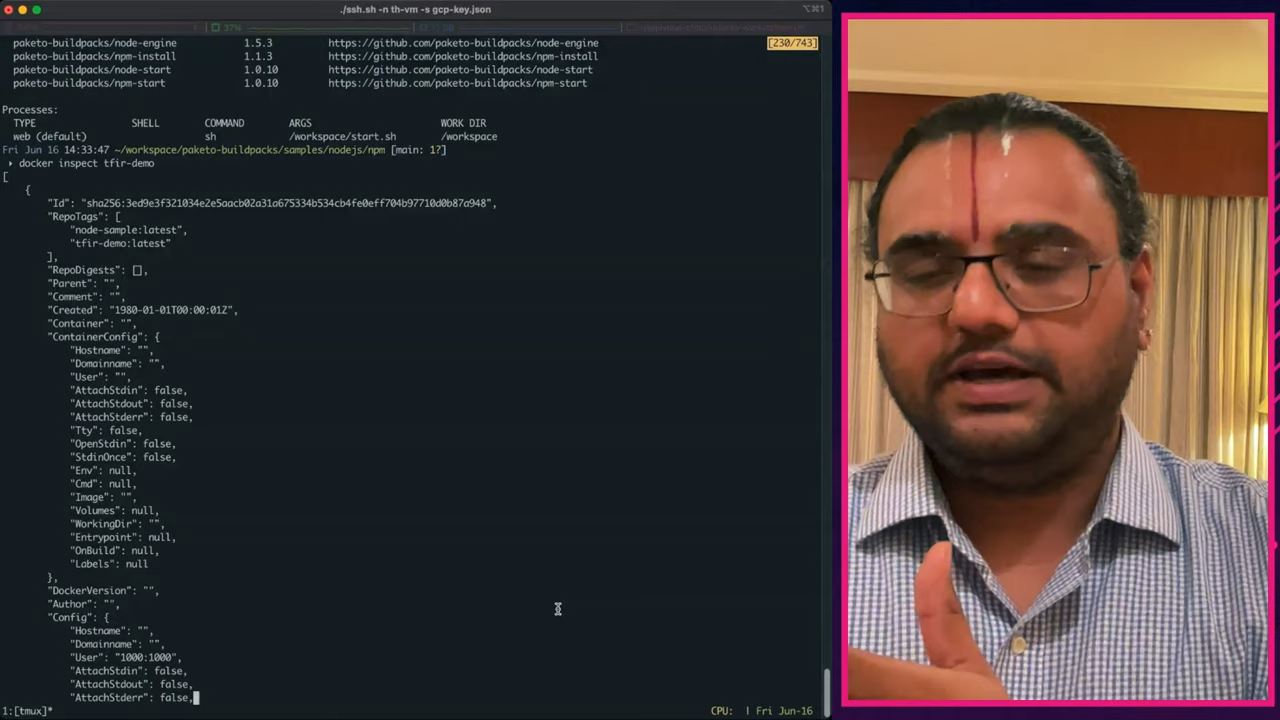 ./ssh.sh -n th-vm -s gcp-key.json
⌥⌘1
37%
paketo-buildpacks/node-engine 1.5.3 https://github.com/paketo-buildpacks/node-engine [230/743]
paketo-buildpacks/npm-install 1.1.3 https://github.com/paketo-buildpacks/npm-install
paketo-buildpacks/node-start 1.0.10 https://github.com/paketo-buildpacks/node-start
paketo-buildpacks/npm-start 1.0.10 https://github.com/paketo-buildpacks/npm-start
Processes:
TYPE SHELL COMMAND ARGS WORK DIR
web (default) sh /workspace/start.sh /workspace
Fri Jun 16 14:33:47 ~/workspace/paketo-buildpacks/samples/nodejs/npm [main: 1?]
▸ docker inspect tfir-demo
[
{
"Id": "sha256:3ed9e3f321034e2e5aacb02a31a675334b534cb4fe0eff704b97710d0b87a948",
"RepoTags": [
"node-sample:latest",
"tfir-demo:latest"
],
"RepoDigests": [],
"Parent": "",
"Comment": "",
"Created": "1980-01-01T00:00:01Z",
"Container": "",
"ContainerConfig": {
"Hostname": "",
"Domainname": "",
"User": "",
"AttachStdin": false,
"AttachStdout": false,
"AttachStderr": false,
"Tty": false,
"OpenStdin": false,
"StdinOnce": false,
"Env": null,
"Cmd": null,
"Image": "",
"Volumes": null,
"WorkingDir": "",
"Entrypoint": null,
"OnBuild": null,
"Labels": null
},
"DockerVersion": "",
"Author": "",
"Config": {
"Hostname": "",
"Domainname": "",
"User": "1000:1000",
"AttachStdin": false,
"AttachStdout": false,
"AttachStderr": false,
1:[tmux]* CPU: | Fri Jun-16